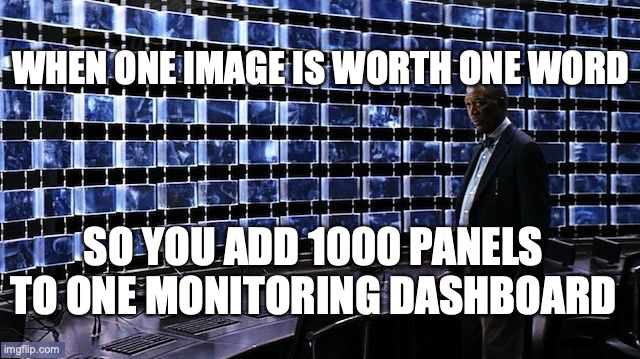 WHEN ONE IMAGE IS WORTH ONE WORD
SO YOU ADD 1000 PANELS
TO ONE MONITORING DASHBOARD
imgflip.com